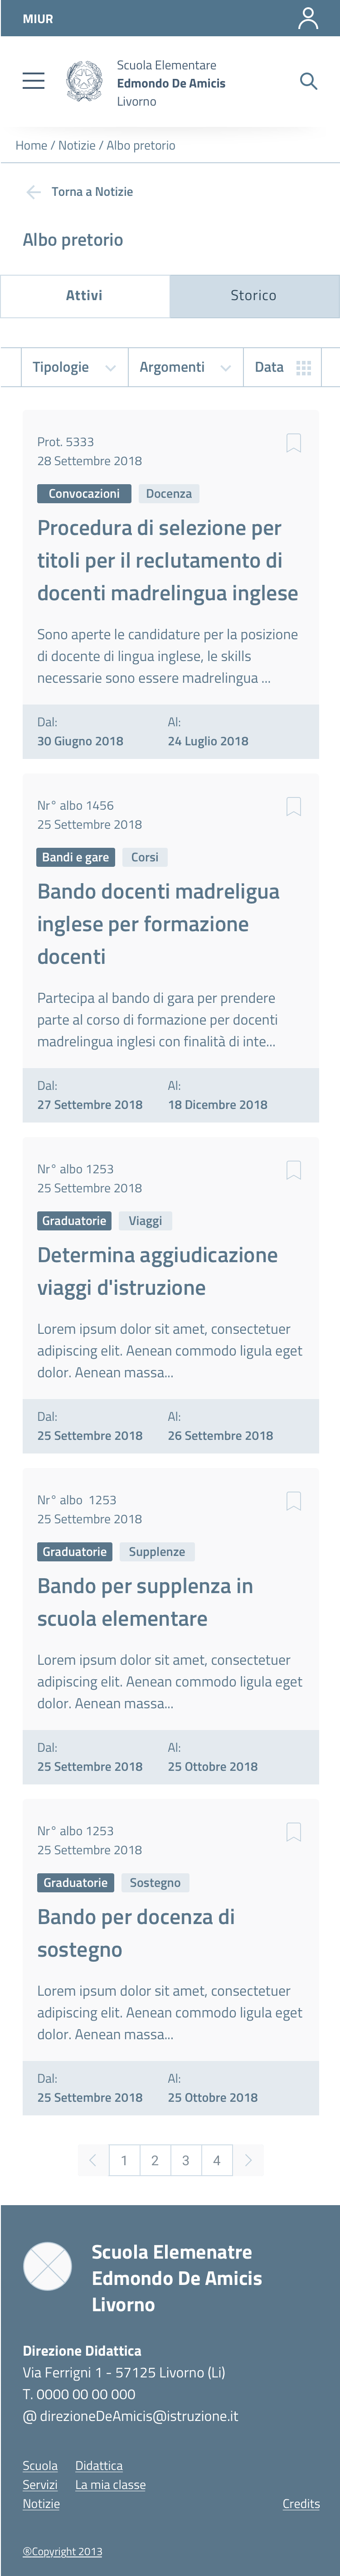 MIUR
Scuola Elementare
Edmondo De Amicis
Livorno
Home / Notizie / Albo pretorio
Torna a Notizie
Albo pretorio
Attivi Storico
Tipologie Argomenti Data
Prot. 5333
28 Settembre 2018
Convocazioni Docenza
Procedura di selezione per
titoli per il reclutamento di
docenti madrelingua inglese
Sono aperte le candidature per la posizione
di docente di lingua inglese, le skills
necessarie sono essere madrelingua ...
Dal: Al:
30 Giugno 2018 24 Luglio 2018
Nr° albo 1456
25 Settembre 2018
Bandi e gare Corsi
Bando docenti madreligua
inglese per formazione
docenti
Partecipa al bando di gara per prendere
parte al corso di formazione per docenti
madrelingua inglesi con finalità di inte...
Dal: Al:
27 Settembre 2018 18 Dicembre 2018
Nr° albo 1253
25 Settembre 2018
Graduatorie Viaggi
Determina aggiudicazione
viaggi d'istruzione
Lorem ipsum dolor sit amet, consectetuer
adipiscing elit. Aenean commodo ligula eget
dolor. Aenean massa...
Dal: Al:
25 Settembre 2018 26 Settembre 2018
Nr° albo 1253
25 Settembre 2018
Graduatorie Supplenze
Bando per supplenza in
scuola elementare
Lorem ipsum dolor sit amet, consectetuer
adipiscing elit. Aenean commodo ligula eget
dolor. Aenean massa...
Dal: Al:
25 Settembre 2018 25 Ottobre 2018
Nr° albo 1253
25 Settembre 2018
Graduatorie Sostegno
Bando per docenza di
sostegno
Lorem ipsum dolor sit amet, consectetuer
adipiscing elit. Aenean commodo ligula eget
dolor. Aenean massa...
Dal: Al:
25 Settembre 2018 25 Ottobre 2018
1 2 3 4
Scuola Elemenatre
Edmondo De Amicis
Livorno
Direzione Didattica
Via Ferrigni 1 - 57125 Livorno (Li)
T. 0000 00 00 000
@ direzioneDeAmicis@istruzione.it
Scuola Didattica
Servizi La mia classe
Notizie Credits
®Copyright 2013